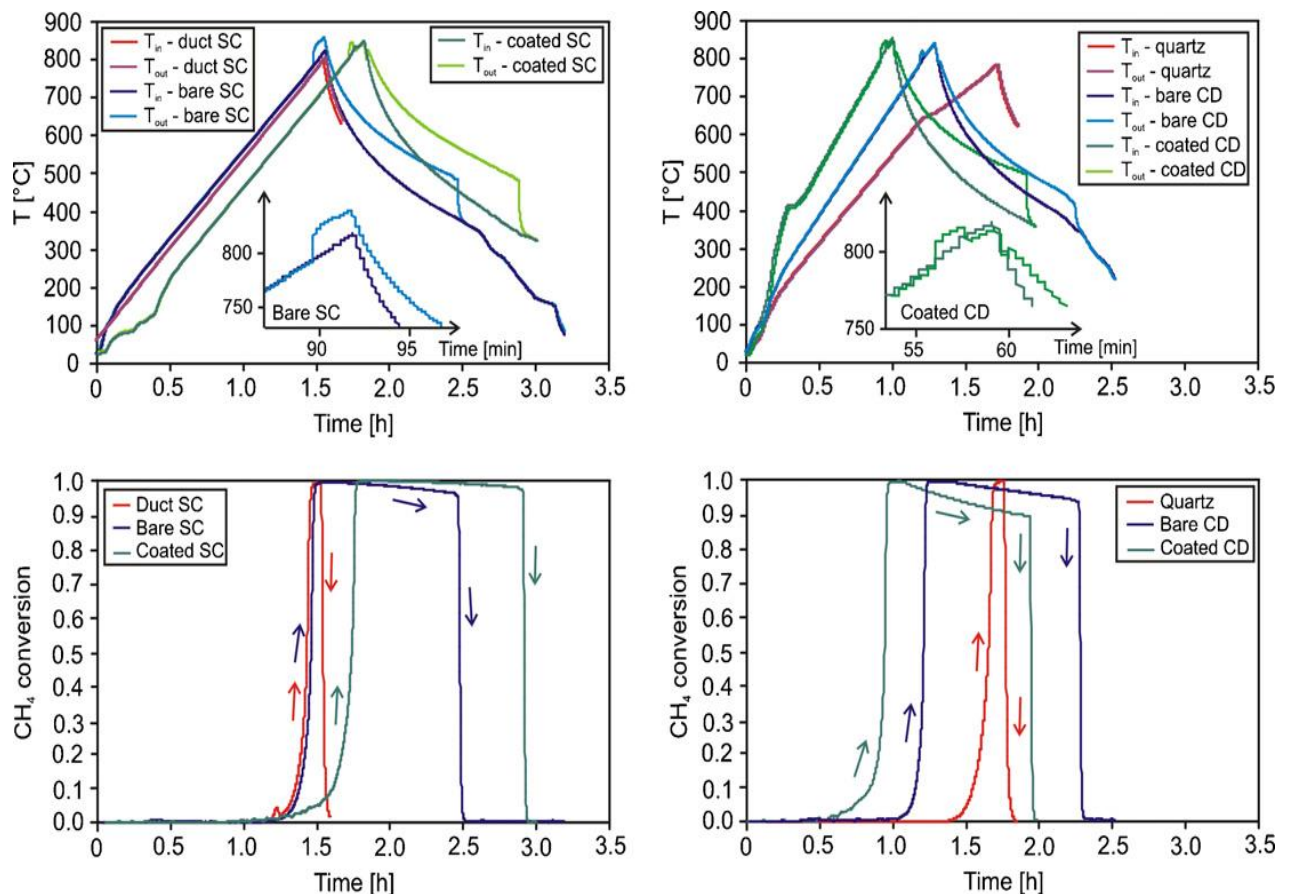 T [°C]
900
800
700
600
500
400
300
200
100
0
T_in - duct SC
T_out - duct SC
T_in - bare SC
T_out - bare SC
T_in - coated SC
T_out - coated SC
800
750
Bare SC
90
95
Time [min]
0
0.5
1.0
1.5
2.0
2.5
3.0
3.5
Time [h]
T [°C]
900
800
700
600
500
400
300
200
100
0
T_in - quartz
T_out - quartz
T_in - bare CD
T_out - bare CD
T_in - coated CD
T_out - coated CD
800
750
Coated CD
55
60
Time [min]
0
0.5
1.0
1.5
2.0
2.5
3.0
3.5
Time [h]
CH₄ conversion
1.0
0.9
0.8
0.7
0.6
0.5
0.4
0.3
0.2
0.1
0.0
Duct SC
Bare SC
Coated SC
0
0.5
1.0
1.5
2.0
2.5
3.0
3.5
Time [h]
CH₄ conversion
1.0
0.9
0.8
0.7
0.6
0.5
0.4
0.3
0.2
0.1
0.0
Quartz
Bare CD
Coated CD
0
0.5
1.0
1.5
2.0
2.5
3.0
3.5
Time [h]